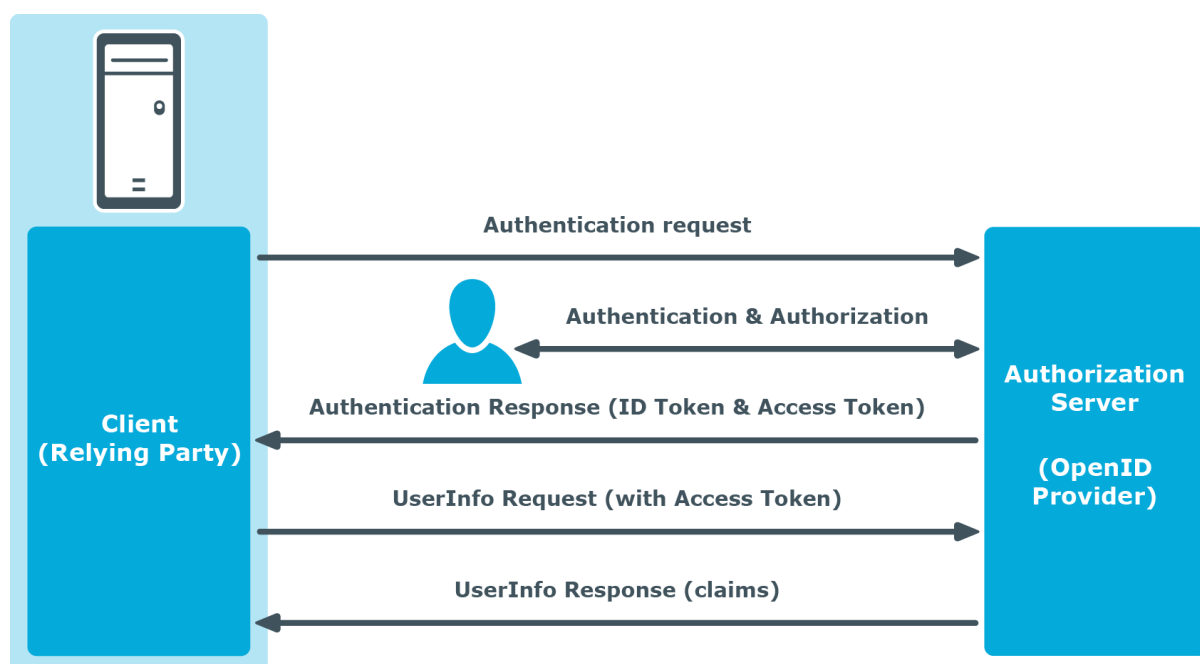 Authentication request
Authentication & Authorization
Authentication Response (ID Token & Access Token)
UserInfo Request (with Access Token)
UserInfo Response (claims)
Client
(Relying Party)
Authorization
Server
(OpenID
Provider)